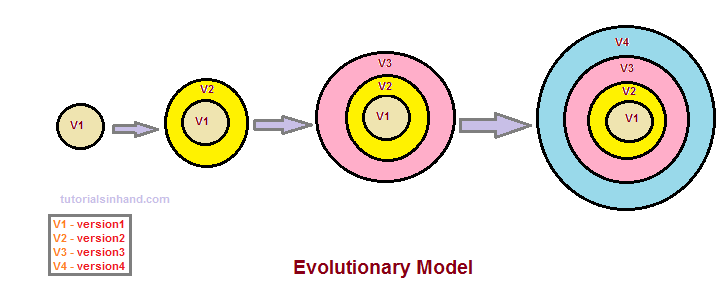 V1
V2
V1
V3
V2
V1
V4
V3
V2
V1
tutorialsinhand.com
V1 - version1
V2 - version2
V3 - version3
V4 - version4
Evolutionary Model